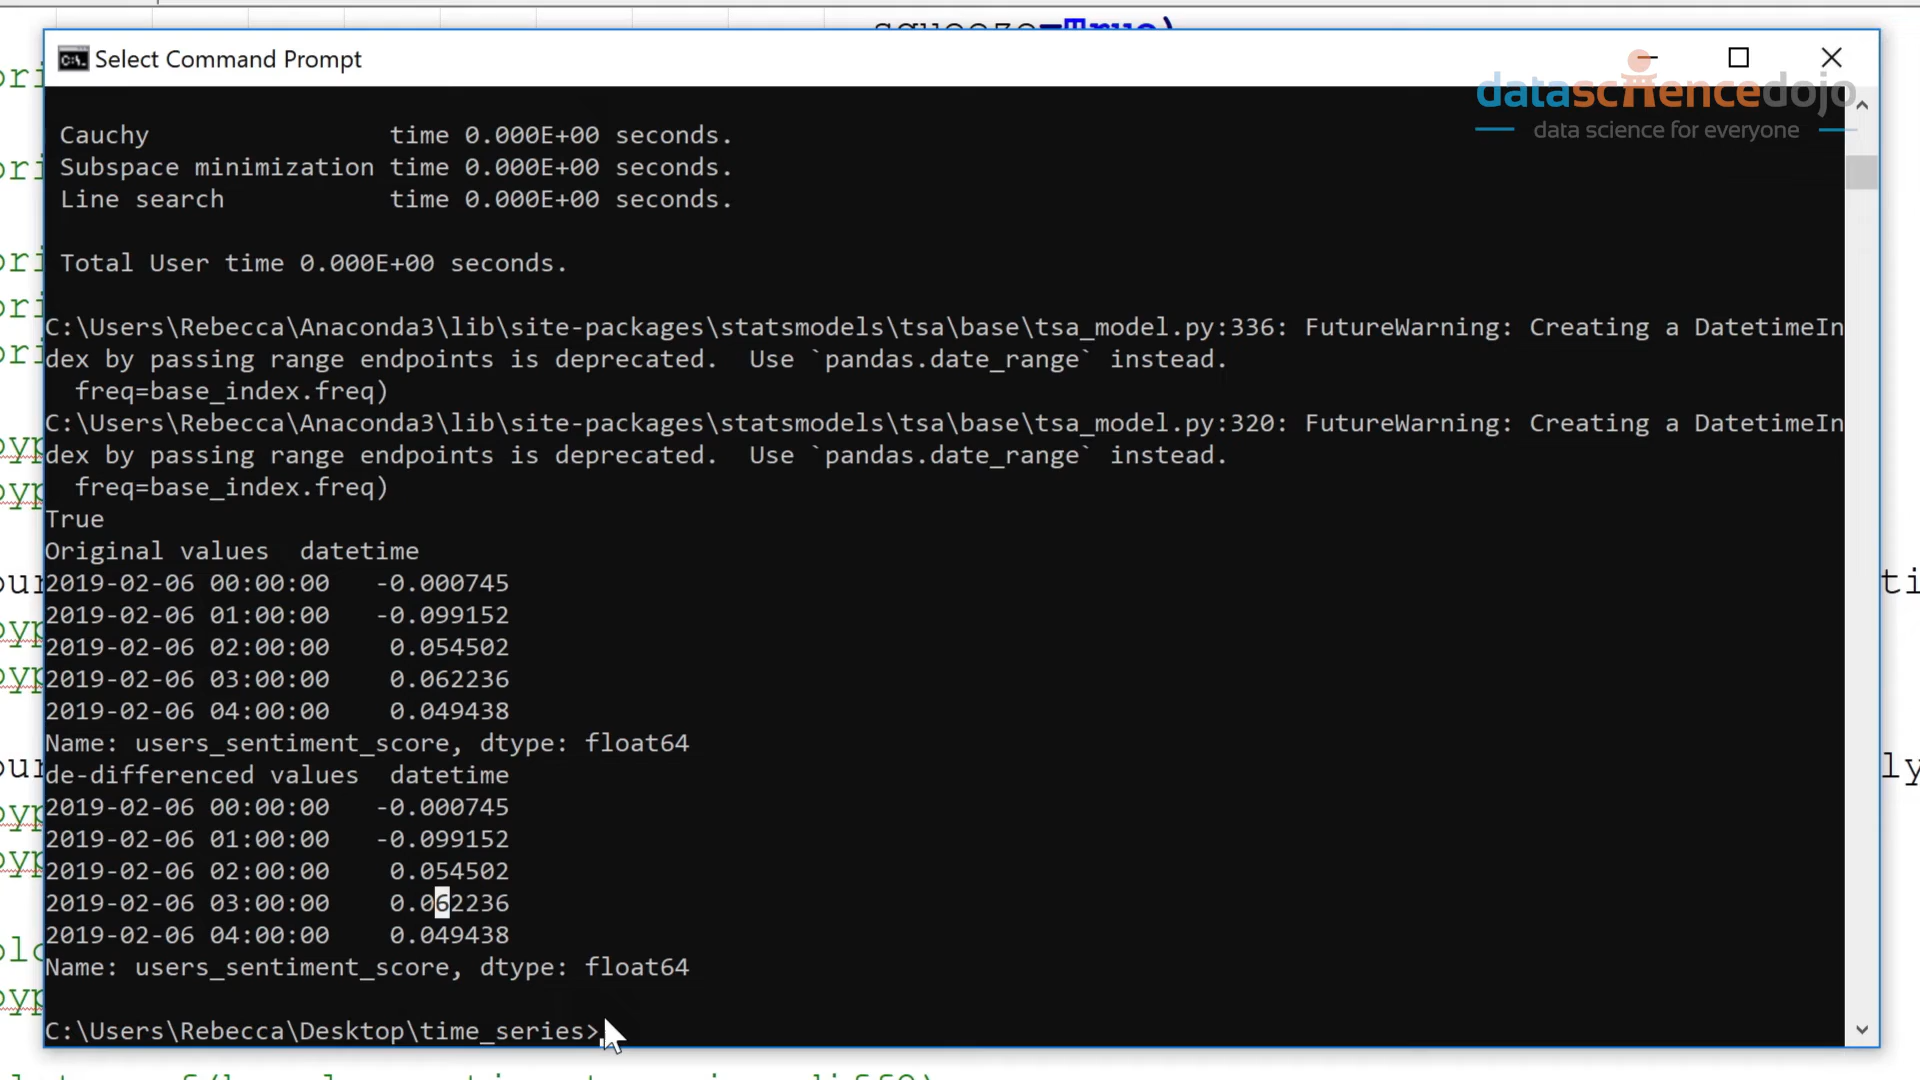 squeeze=True)
Select Command Prompt
datasciencedojo
data science for everyone
Cauchy                time 0.000E+00 seconds.
Subspace minimization time 0.000E+00 seconds.
Line search           time 0.000E+00 seconds.
Total User time 0.000E+00 seconds.
C:\Users\Rebecca\Anaconda3\lib\site-packages\statsmodels\tsa\base\tsa_model.py:336: FutureWarning: Creating a DatetimeIn
dex by passing range endpoints is deprecated.  Use `pandas.date_range` instead.
  freq=base_index.freq)
C:\Users\Rebecca\Anaconda3\lib\site-packages\statsmodels\tsa\base\tsa_model.py:320: FutureWarning: Creating a DatetimeIn
dex by passing range endpoints is deprecated.  Use `pandas.date_range` instead.
  freq=base_index.freq)
True
Original values  datetime
2019-02-06 00:00:00   -0.000745
2019-02-06 01:00:00   -0.099152
2019-02-06 02:00:00    0.054502
2019-02-06 03:00:00    0.062236
2019-02-06 04:00:00    0.049438
Name: users_sentiment_score, dtype: float64
de-differenced values  datetime
2019-02-06 00:00:00   -0.000745
2019-02-06 01:00:00   -0.099152
2019-02-06 02:00:00    0.054502
2019-02-06 03:00:00    0.062236
2019-02-06 04:00:00    0.049438
Name: users_sentiment_score, dtype: float64
C:\Users\Rebecca\Desktop\time_series>